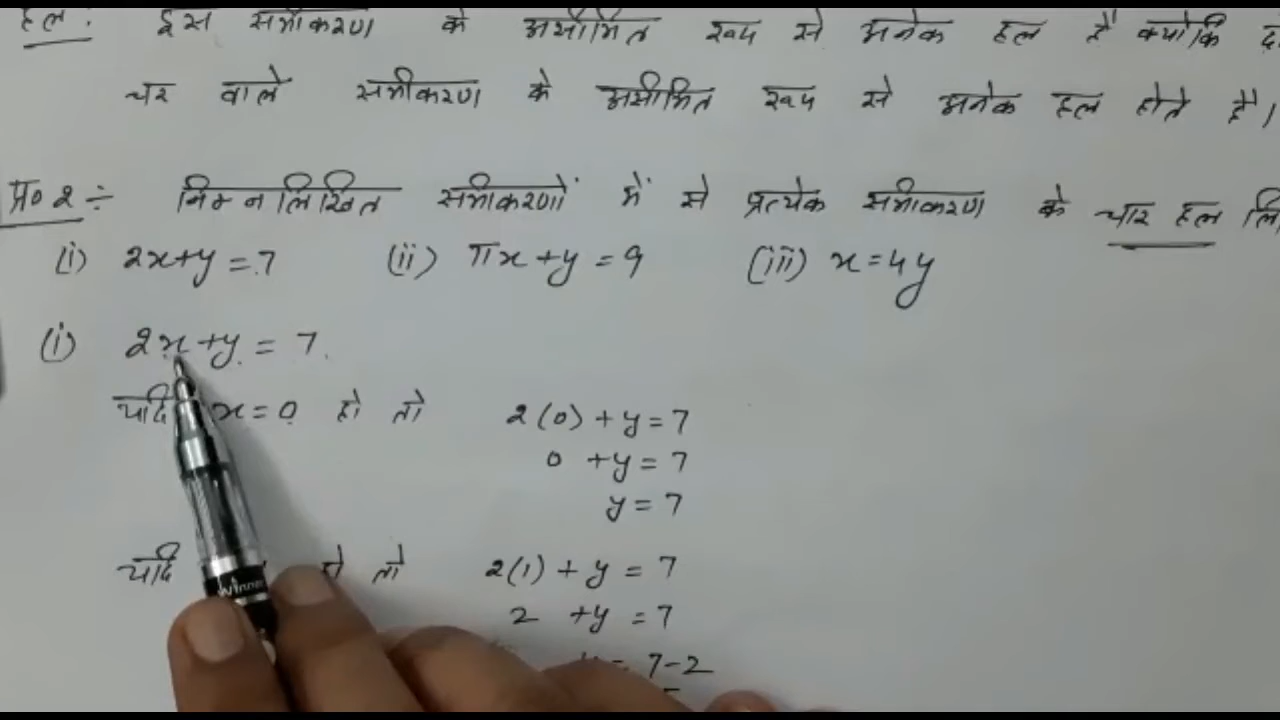 हल: इस समीकरण के असीमित रूप से अनेक हल हैं क्योंकि
चर वाले समीकरण के असीमित रूप से अनेक हल होते हैं।
प्र० २ ÷ निम्नलिखित समीकरणों में से प्रत्येक समीकरण के चार हल
(i) 2x+y = 7 (ii) πx + y = 9 (iii) x = 4y
(i) 2x+y = 7
यदि x = 0 हो तो 2(0) + y = 7
0 + y = 7
y = 7
यदि तो 2(1) + y = 7
2 + y = 7
y = 7-2
Winner